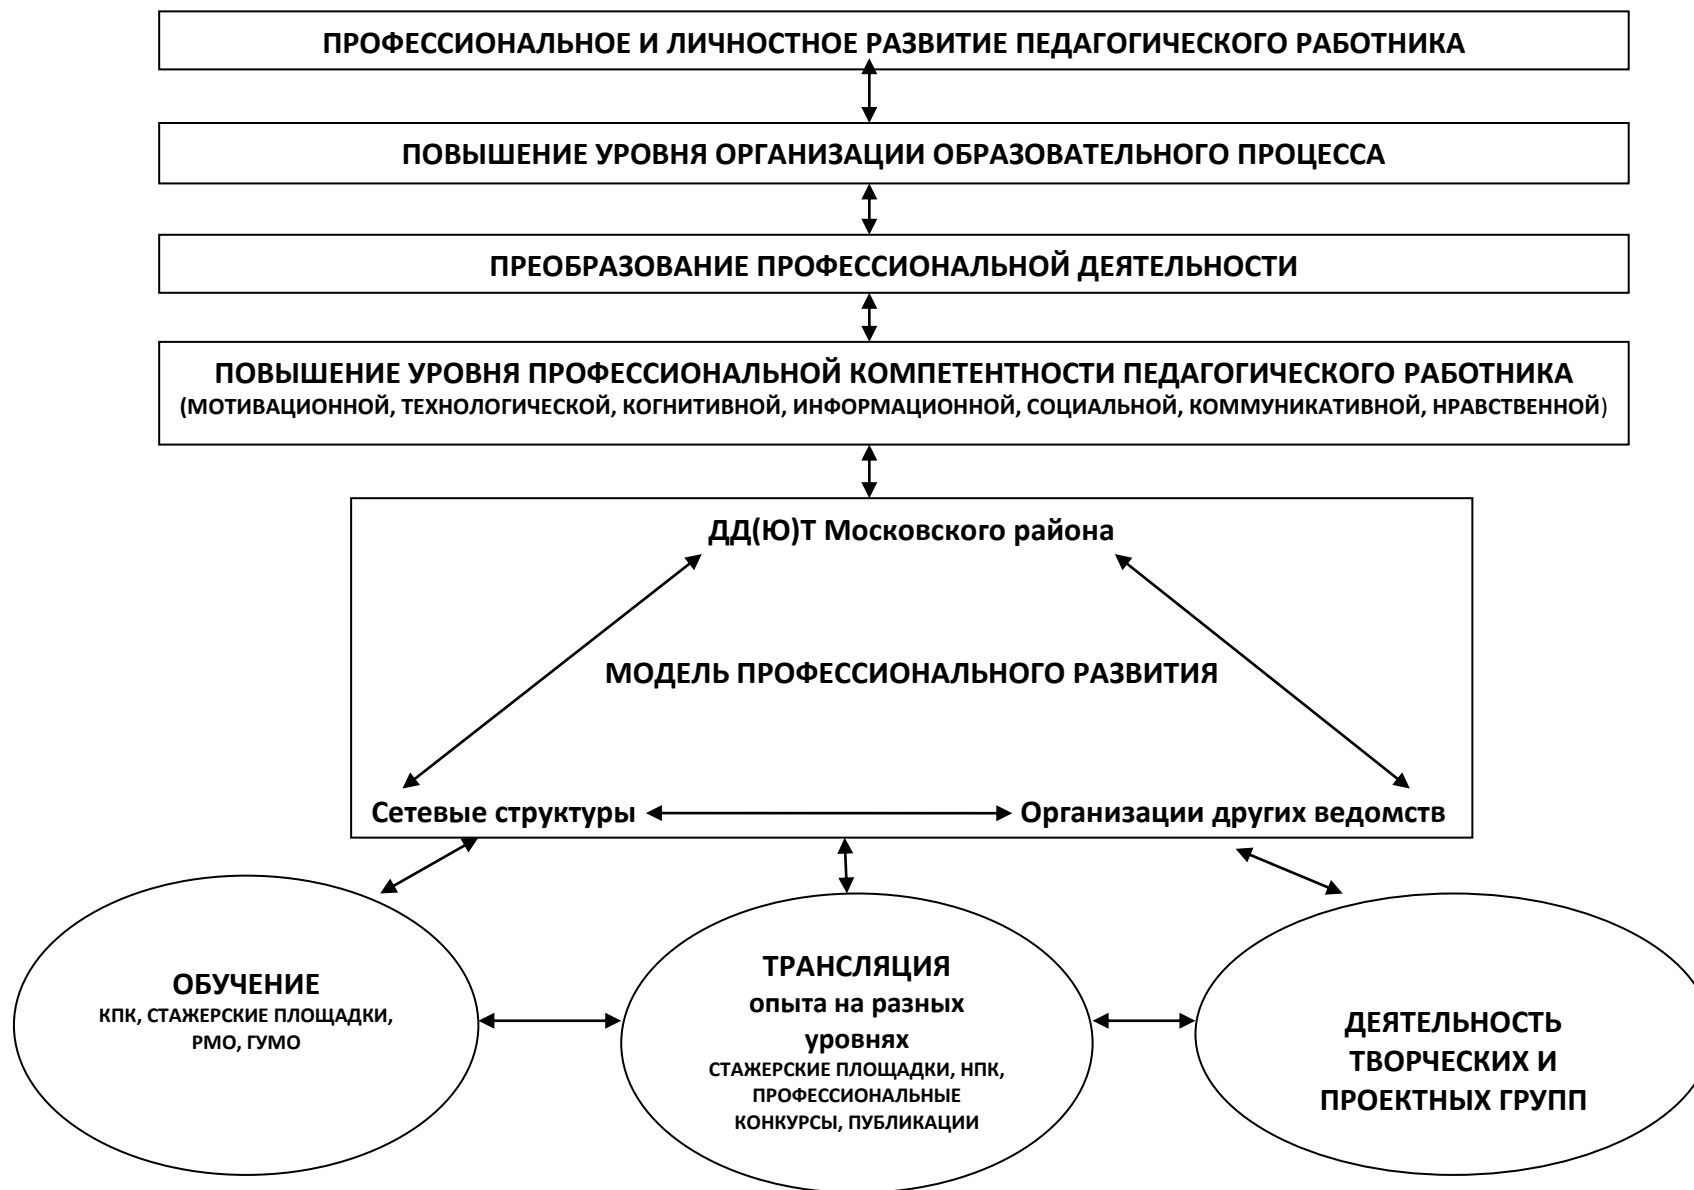 ПРОФЕССИОНАЛЬНОЕ И ЛИЧНОСТНОЕ РАЗВИТИЕ ПЕДАГОГИЧЕСКОГО РАБОТНИКА
ПОВЫШЕНИЕ УРОВНЯ ОРГАНИЗАЦИИ ОБРАЗОВАТЕЛЬНОГО ПРОЦЕССА
ПРЕОБРАЗОВАНИЕ ПРОФЕССИОНАЛЬНОЙ ДЕЯТЕЛЬНОСТИ
ПОВЫШЕНИЕ УРОВНЯ ПРОФЕССИОНАЛЬНОЙ КОМПЕТЕНТНОСТИ ПЕДАГОГИЧЕСКОГО РАБОТНИКА
(МОТИВАЦИОННОЙ, ТЕХНОЛОГИЧЕСКОЙ, КОГНИТИВНОЙ, ИНФОРМАЦИОННОЙ, СОЦИАЛЬНОЙ, КОММУНИКАТИВНОЙ, НРАВСТВЕННОЙ)
ДД(Ю)Т Московского района
МОДЕЛЬ ПРОФЕССИОНАЛЬНОГО РАЗВИТИЯ
Сетевые структуры
Организации других ведомств
ОБУЧЕНИЕ
КПК, СТАЖЕРСКИЕ ПЛОЩАДКИ,
РМО, ГУМО
ТРАНСЛЯЦИЯ
опыта на разных
уровнях
СТАЖЕРСКИЕ ПЛОЩАДКИ, НПК,
ПРОФЕССИОНАЛЬНЫЕ
КОНКУРСЫ, ПУБЛИКАЦИИ
ДЕЯТЕЛЬНОСТЬ
ТВОРЧЕСКИХ И
ПРОЕКТНЫХ ГРУПП